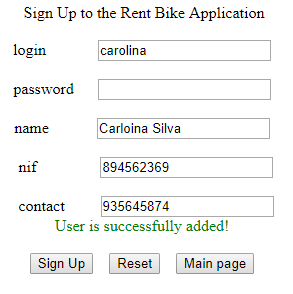 Sign Up to the Rent Bike Application
login carolina
password
name Carloina Silva
nif 894562369
contact 935645874
User is successfully added!
Sign Up Reset Main page